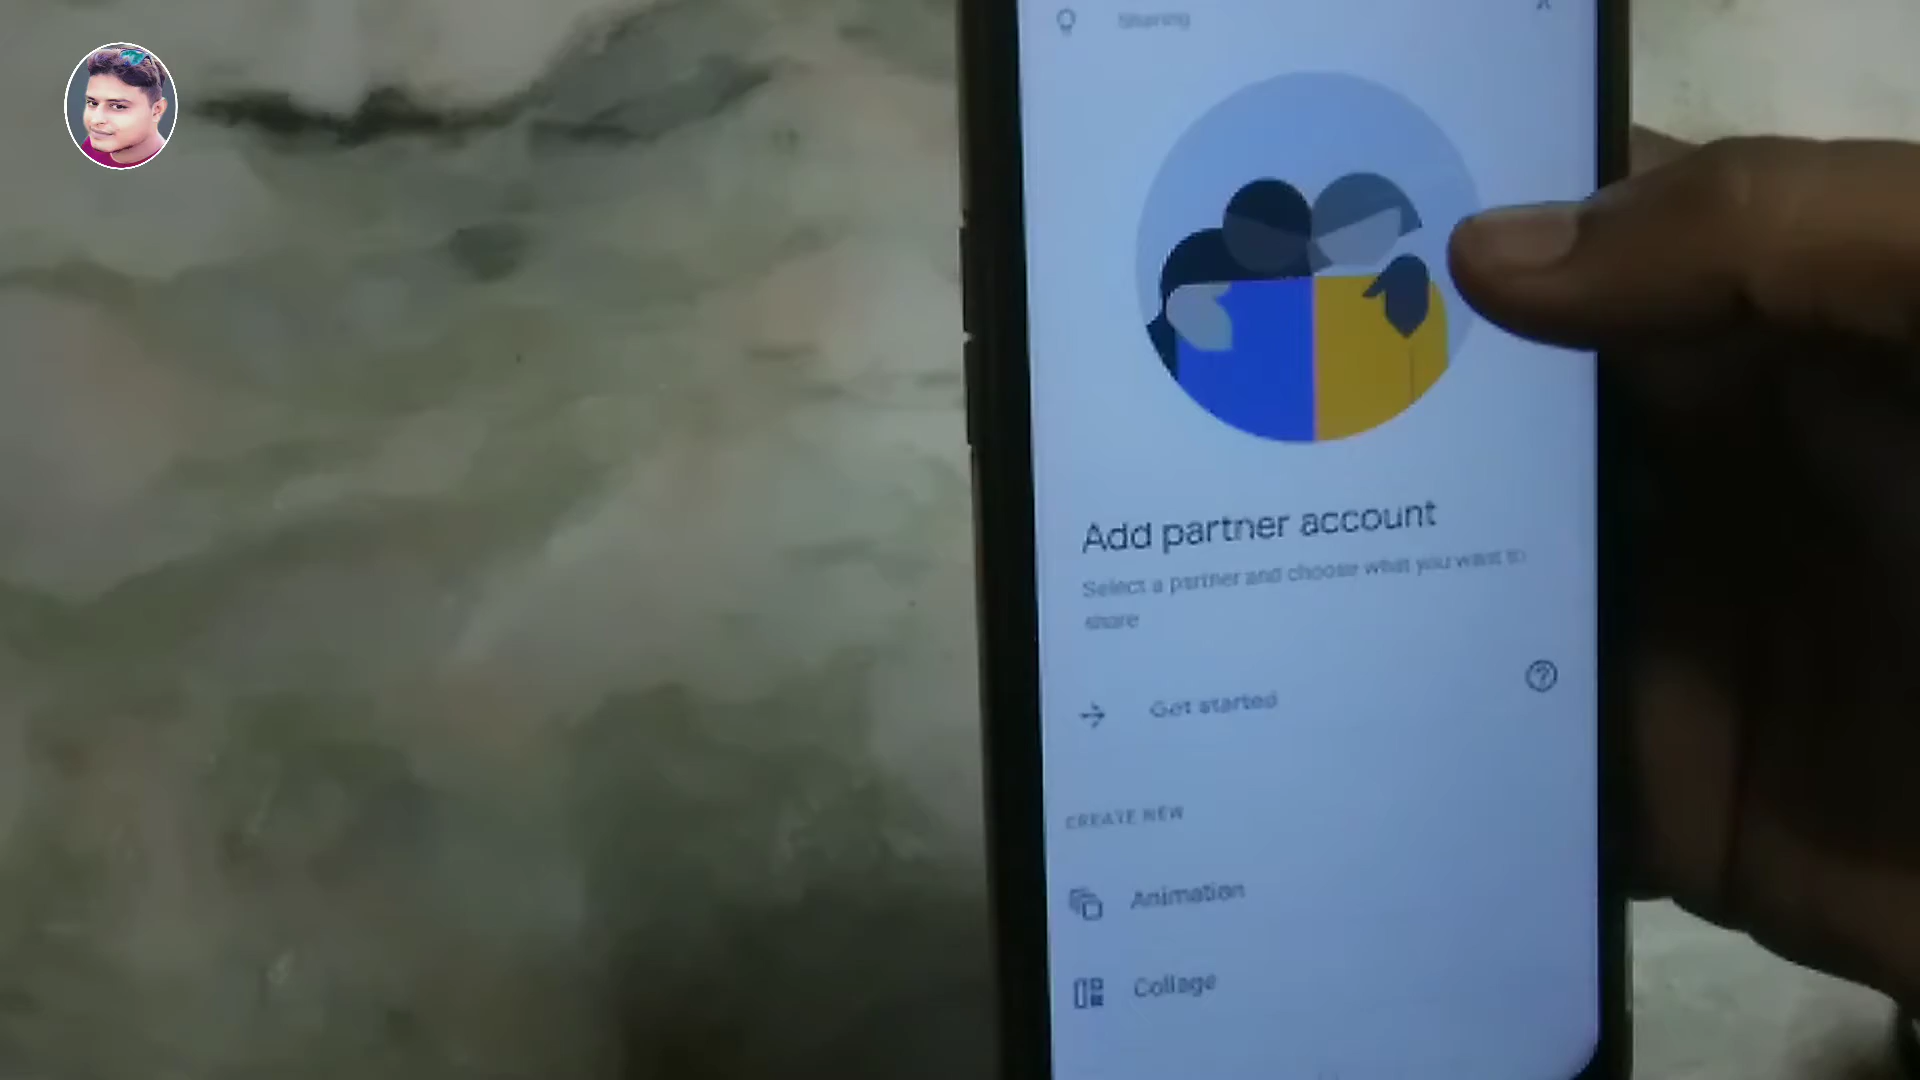 Sharing
Add partner account
Select a partner and choose what you want to
share
Get started
CREATE NEW
Animation
Collage